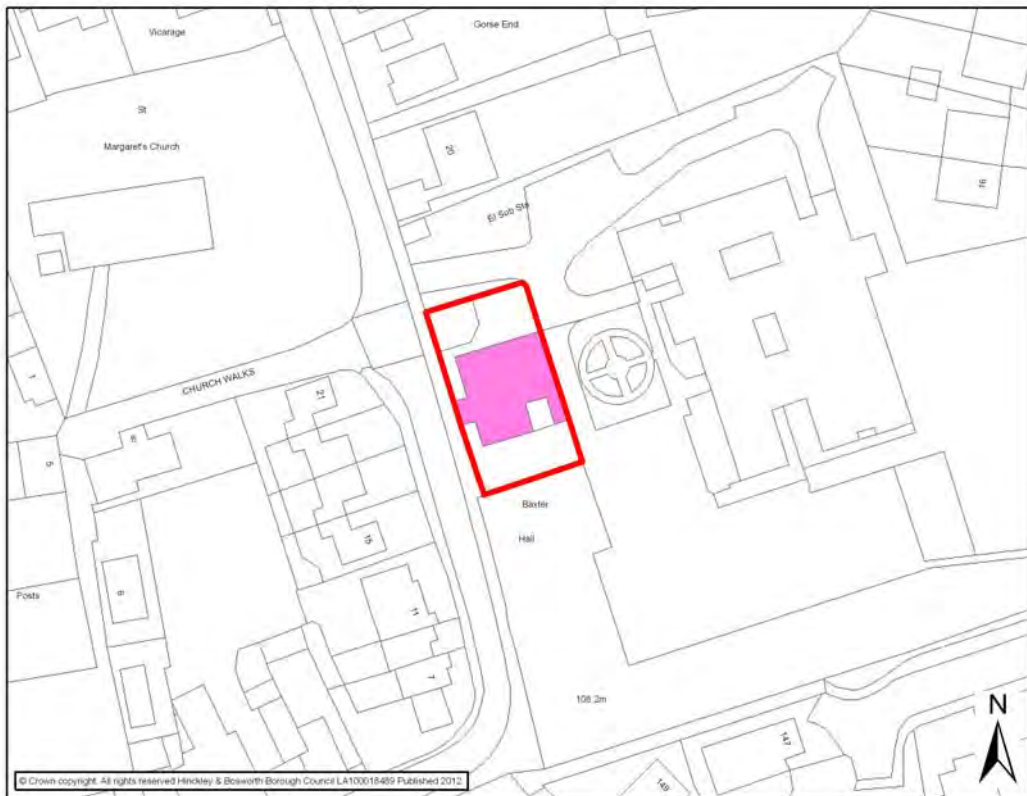 Gorse End
Vicarage
St
Margaret's Church
20
16
El Sub Sta
1
CHURCH WALKS
21
5
15
Baxter
Hall
Posts
6
11
7
108.2m
147
149
N
© Crown copyright. All rights reserved Hinckley & Bosworth Borough Council LA100018489 Published 2012